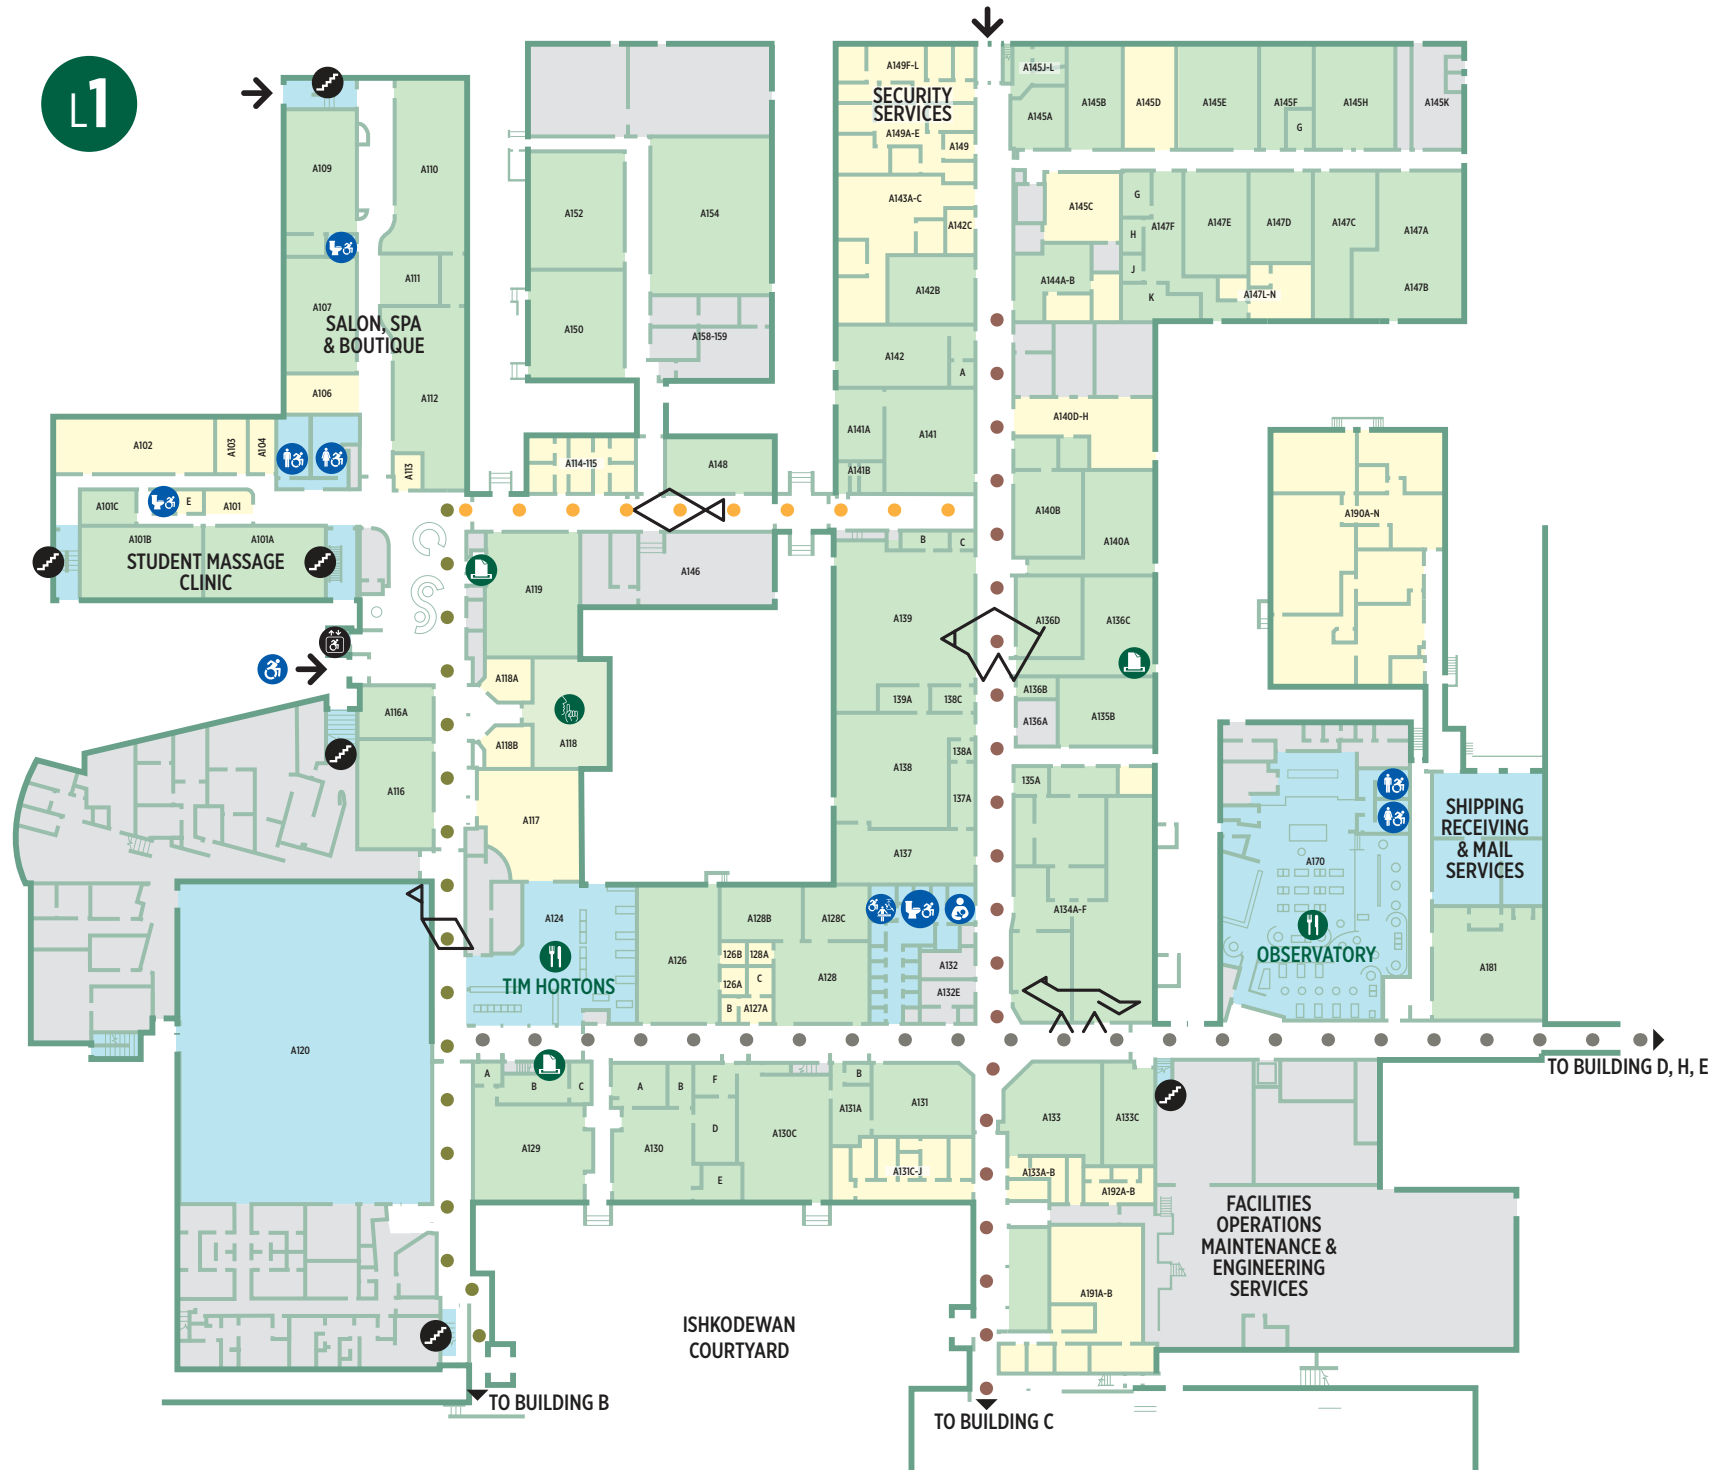 L1
A149F-L
SECURITY
SERVICES
A149A-E
A149
A143A-C
A142C
A142B
A142
A
A141A
A141
A141B
A145J-L
A145A
A145B
A145D
A145E
A145F
G
A145H
A145K
A145C
G
H
J
K
A147F
A147E
A147D
A147C
A147A
A147B
A147L-N
A144A-B
A109
A110
A111
A107
SALON, SPA
& BOUTIQUE
A106
A112
A113
A152
A154
A150
A158-159
A114-115
A148
A102
A103
A104
A101C
E
A101
A101B
A101A
STUDENT MASSAGE
CLINIC
A140D-H
A140B
A140A
A190A-N
A119
A146
B
C
A139
139A
138C
A136D
A136C
A136B
A136A
A135B
A118A
A118
A118B
A116A
A116
A117
A138
138A
137A
A137
135A
A134A-F
A170
OBSERVATORY
SHIPPING
RECEIVING
& MAIL
SERVICES
A181
A124
TIM HORTONS
A126
A128B
A128C
126B
128A
126A
C
B
A127A
A128
A132
A132E
A120
TO BUILDING D, H, E
A
B
C
A129
A
B
F
D
E
A130
A130C
B
A131A
A131
A131C-J
A133
A133C
A133A-B
A192A-B
A191A-B
FACILITIES
OPERATIONS
MAINTENANCE &
ENGINEERING
SERVICES
ISHKODEWAN
COURTYARD
TO BUILDING B
TO BUILDING C